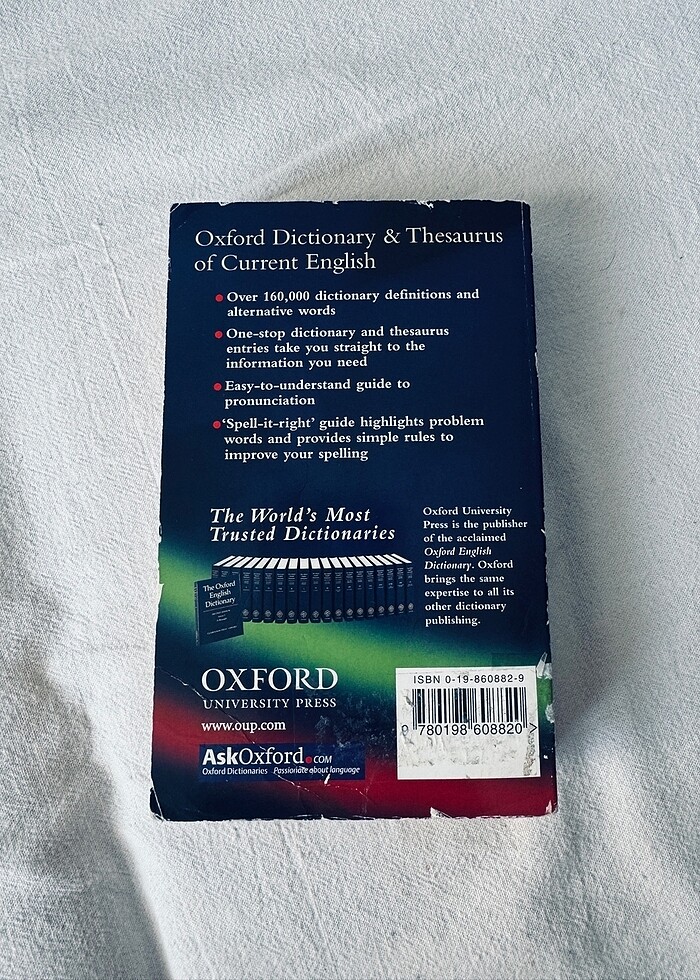 Oxford Dictionary & Thesaurus
of Current English
Over 160,000 dictionary definitions and
alternative words
One-stop dictionary and thesaurus
entries take you straight to the
information you need
Easy-to-understand guide to
pronunciation
‘Spell-it-right’ guide highlights problem
words and provides simple rules to
improve your spelling
The World's Most
Trusted Dictionaries
The Oxford
English
Dictionary
Oxford University
Press is the publisher
of the acclaimed
Oxford English
Dictionary. Oxford
brings the same
expertise to all its
other dictionary
publishing.
OXFORD
UNIVERSITY PRESS
www.oup.com
AskOxford.COM
Oxford Dictionaries Passionate about language
ISBN 0-19-860882-9
9 780198 608820 >